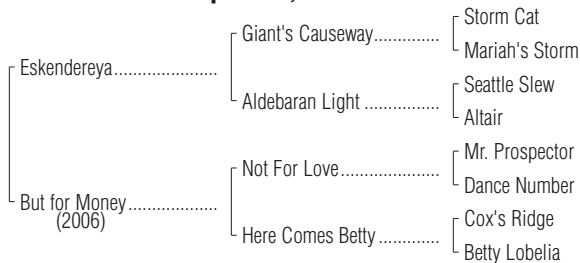 Storm Cat
Giant's Causeway...............
Mariah's Storm
Eskendereya.....................
Seattle Slew
Aldebaran Light ...............
Altair
Mr. Prospector
Not For Love....................
Dance Number
But for Money..................
(2006)
Cox's Ridge
Here Comes Betty ............
Betty Lobelia